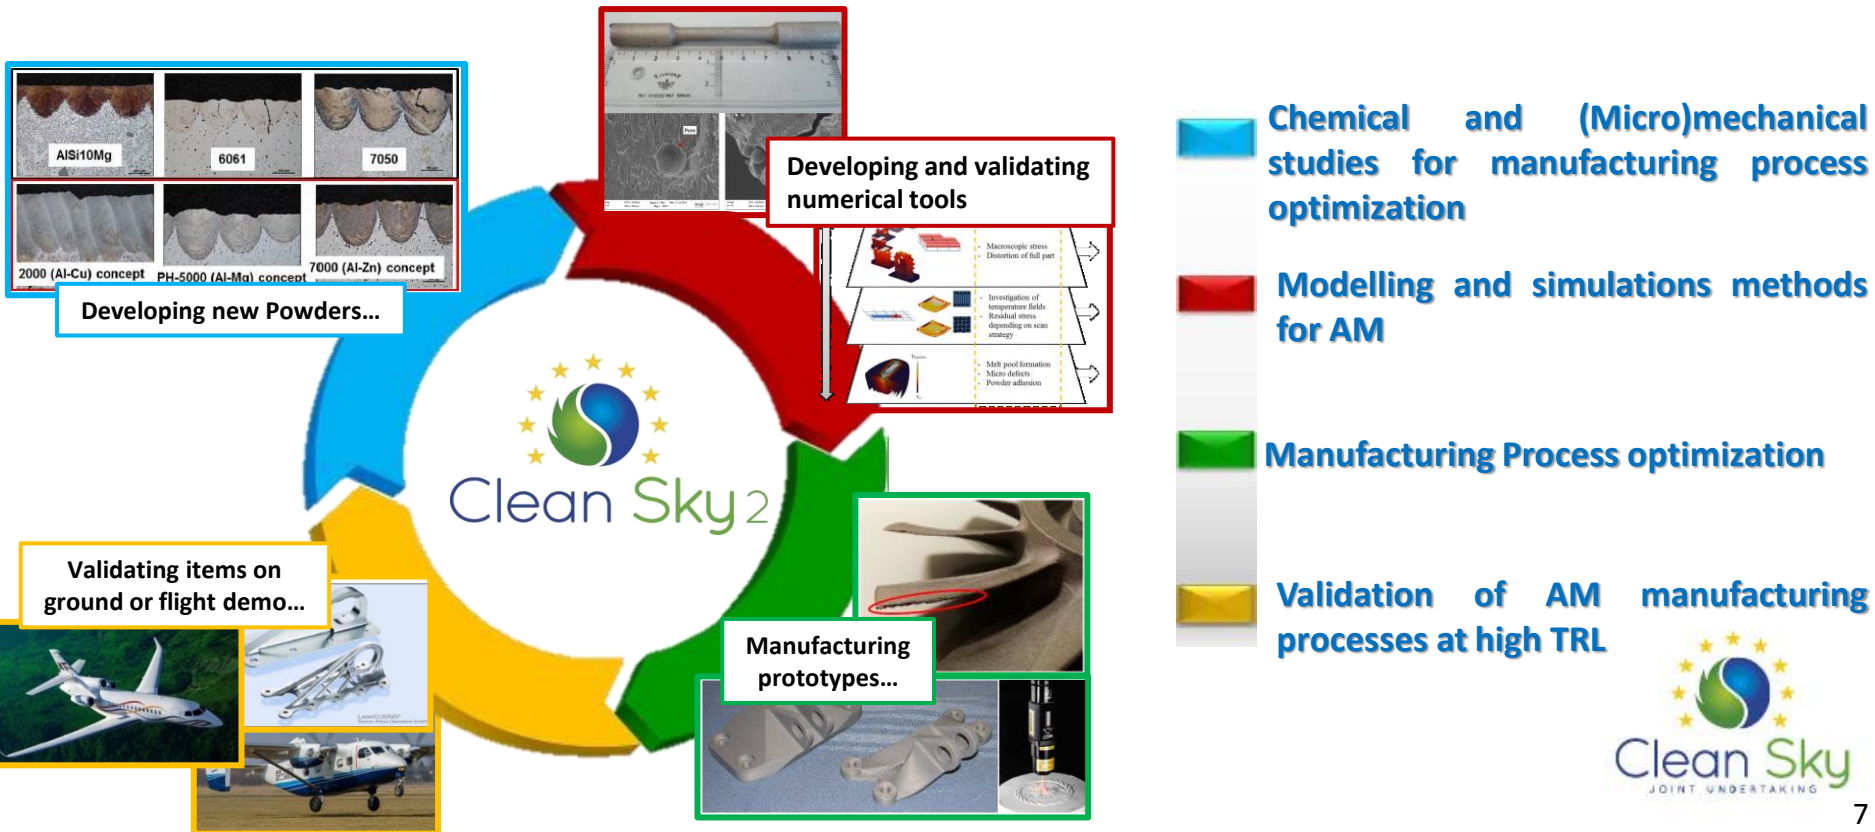 AlSi10Mg
6061
7050
2000 (Al-Cu) concept
PH-5000 (Al-Mg) concept
7000 (Al-Zn) concept
Developing new Powders…
Pore
Developing and validating
numerical tools
- Macroscopic stress
- Distortion of full part
- Investigation of
temperature fields
- Residual stress
depending on scan
strategy
- Melt pool formation
- Micro defects
- Powder adhesion
Clean Sky 2
Validating items on
ground or flight demo…
LaserCUSING®
Manufacturing
prototypes…
Chemical and (Micro)mechanical
studies for manufacturing process
optimization
Modelling and simulations methods
for AM
Manufacturing Process optimization
Validation of AM manufacturing
processes at high TRL
Clean Sky
JOINT UNDERTAKING
7